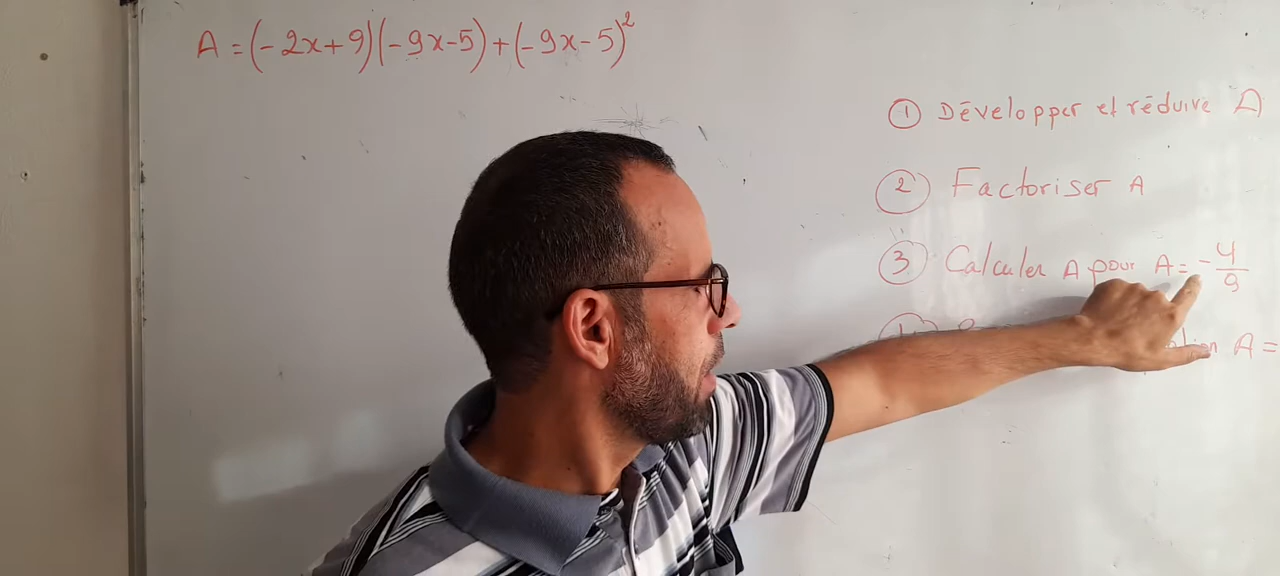 A = (-2x+9)(-9x-5)+(-9x-5)²
① Développer et réduire A
② Factoriser A
③ Calculer A pour A = -4/9
A =